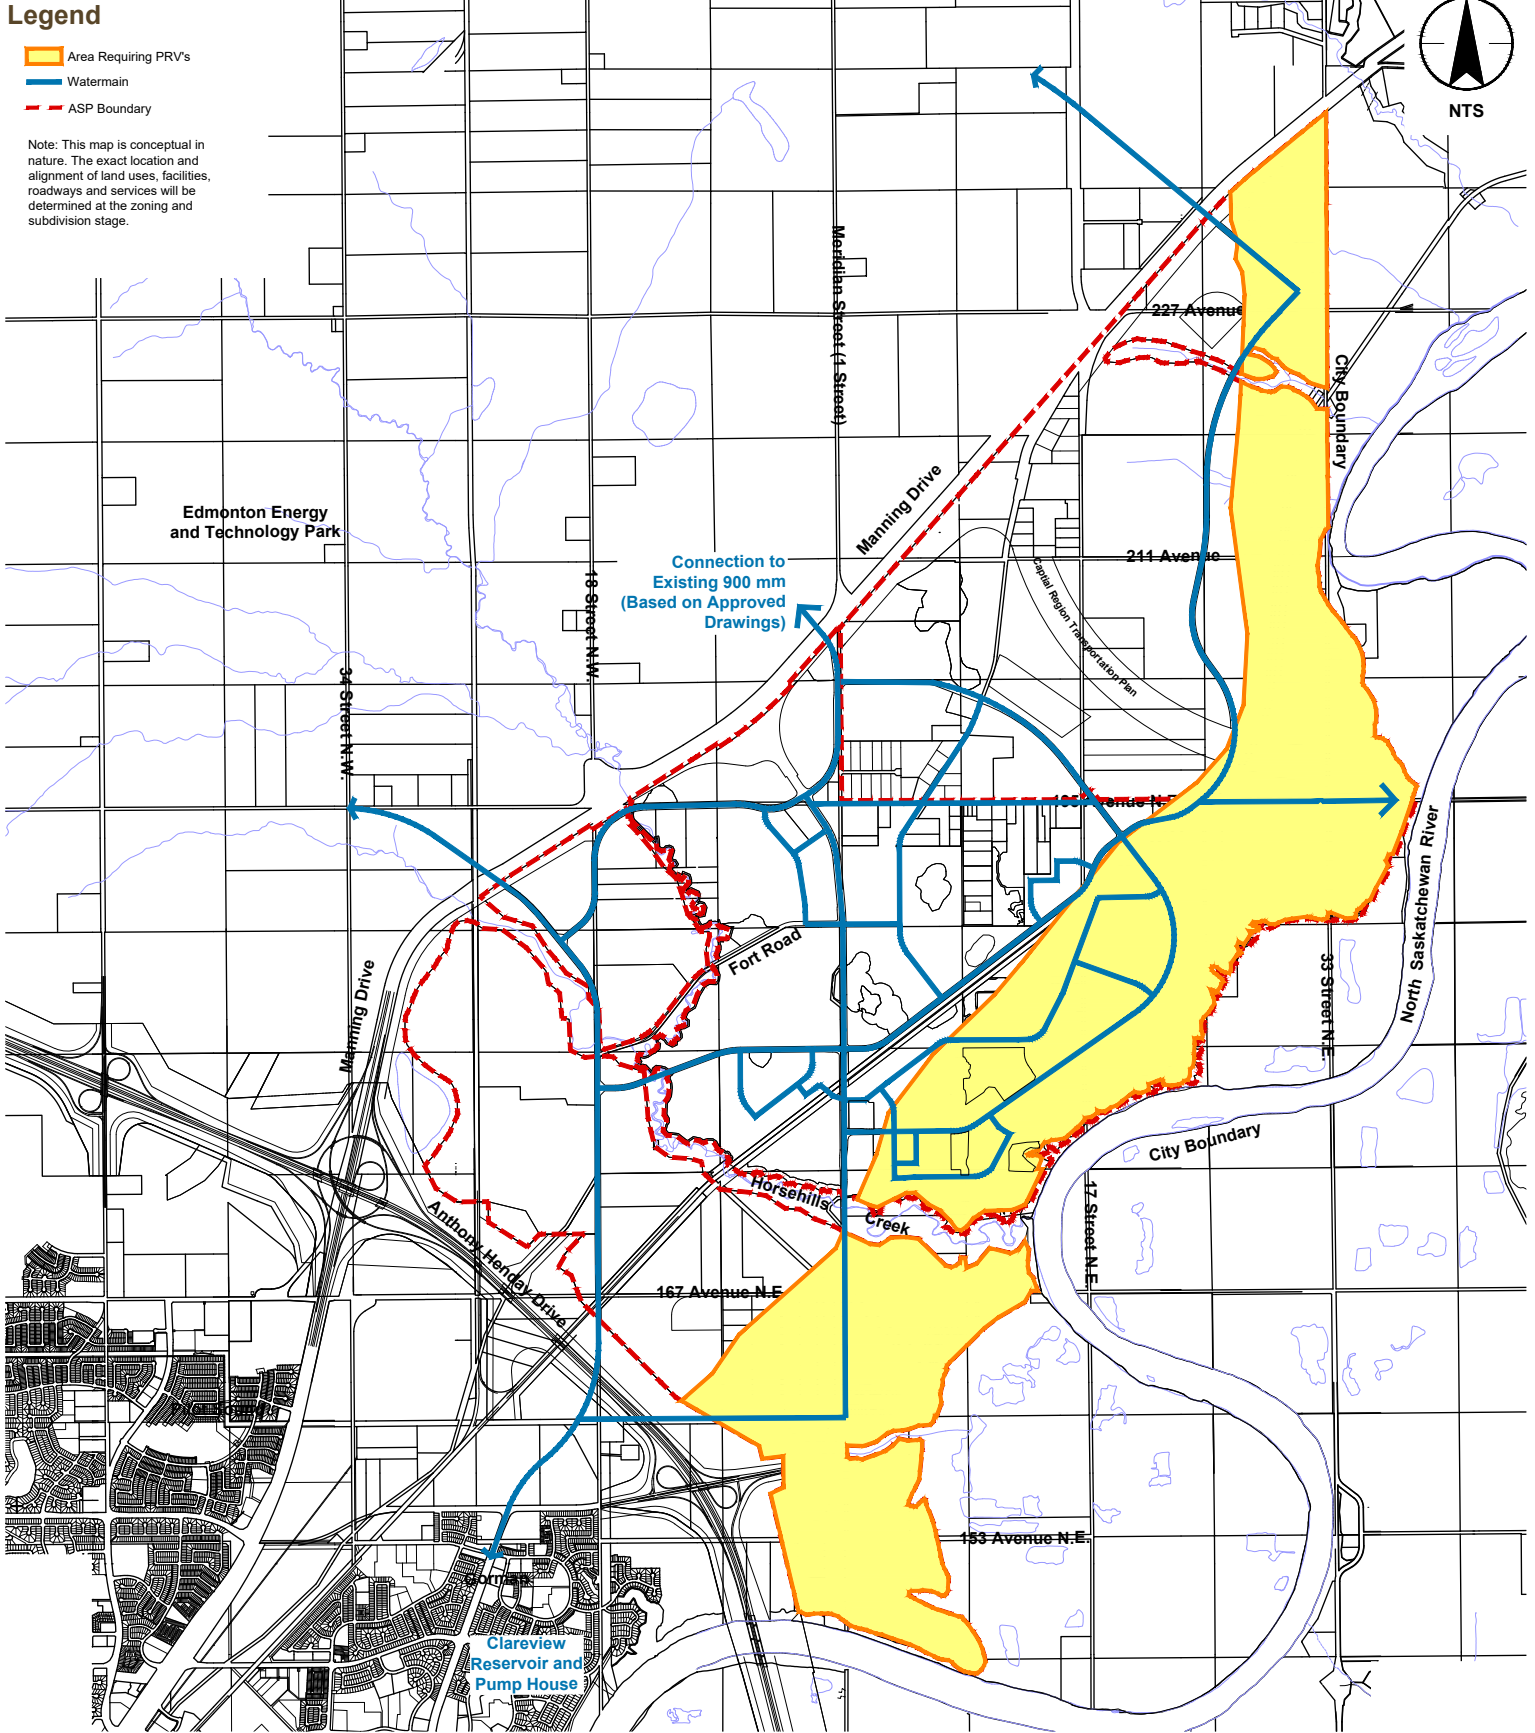 Legend
Area Requiring PRV's
Watermain
ASP Boundary
Note: This map is conceptual in
nature. The exact location and
alignment of land uses, facilities,
roadways and services will be
determined at the zoning and
subdivision stage.
NTS
Meridian Street (1 Street)
227 Avenue
City Boundary
Manning Drive
Edmonton Energy
and Technology Park
211 Avenue
Connection to
Existing 900 mm
(Based on Approved
Drawings)
Captial Region Transportation Plan
18 Street N.W.
34 Street N.W.
Avenue N.E
North Saskatchewan River
Fort Road
Manning Drive
33 Street N.E.
City Boundary
Horsehills
Creek
17 Street N.E.
Anthony Henday Drive
167 Avenue N.E
153 Avenue N.E.
Gorman
Clareview
Reservoir and
Pump House